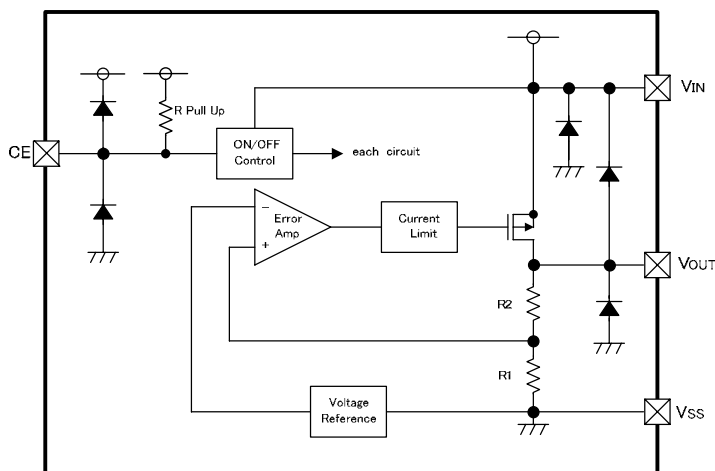 R Pull Up
VIN
CE
ON/OFF
Control
each circuit
−
Error
Amp
+
Current
Limit
VOUT
R2
R1
Voltage
Reference
VSS